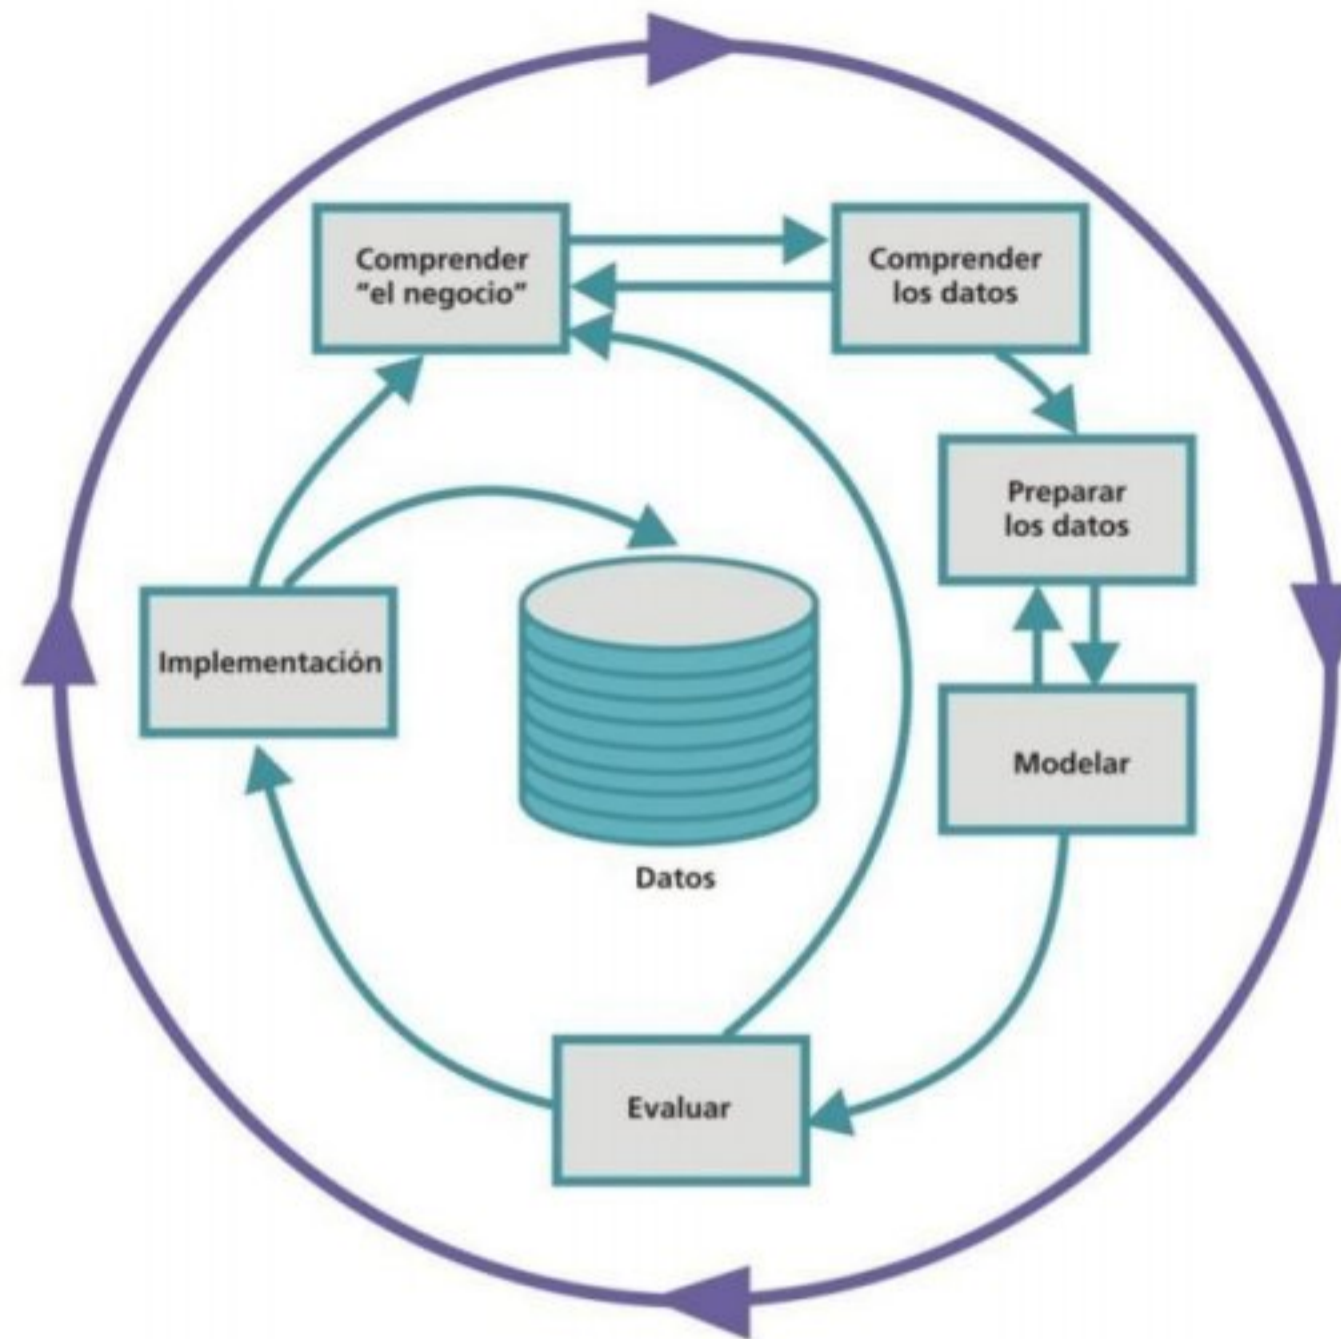 Comprender
“el negocio”
Comprender
los datos
Preparar
los datos
Implementación
Modelar
Datos
Evaluar